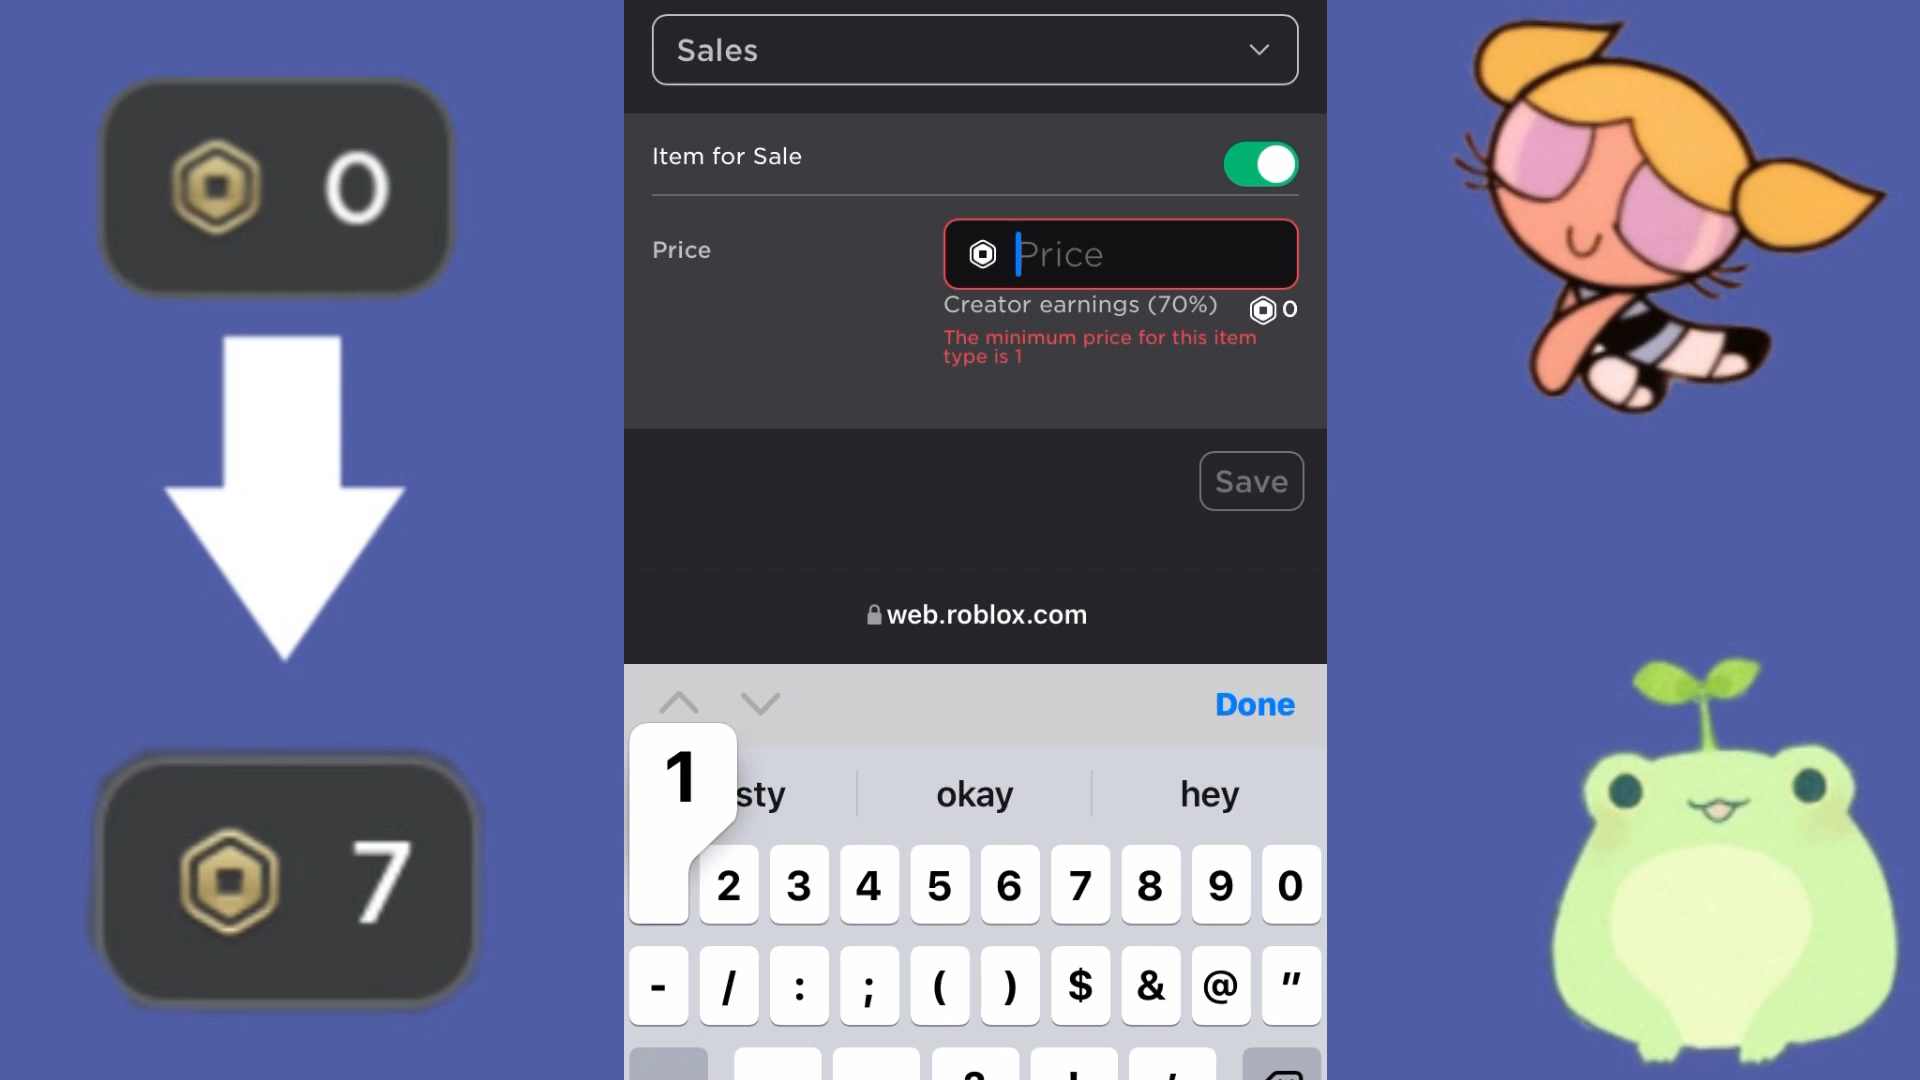 0
7
Sales
Item for Sale
Price
Price
Creator earnings (70%) 0
The minimum price for this item
type is 1
Save
web.roblox.com
Done
1
sty okay hey
2 3 4 5 6 7 8 9 0
- / : ; ( ) $ & @ "